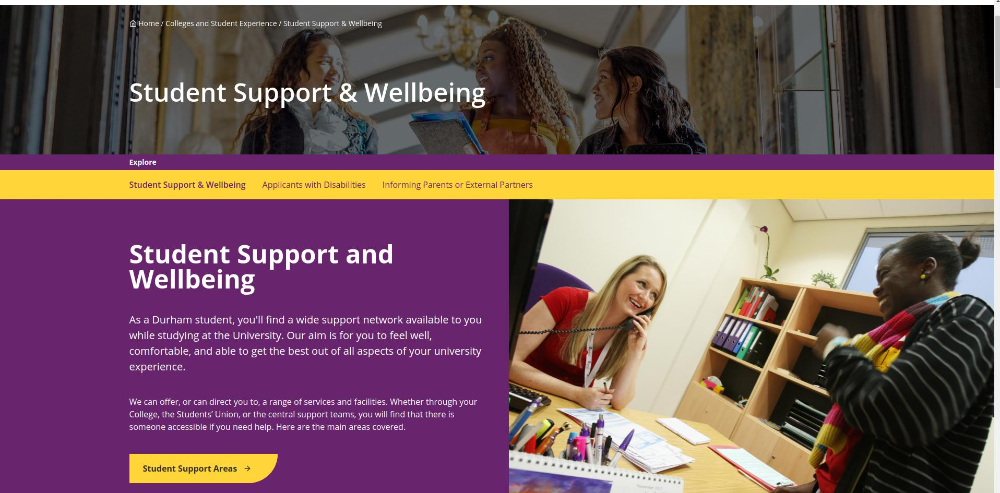 Home / Colleges and Student Experience / Student Support & Wellbeing
Student Support & Wellbeing
Explore
Student Support & Wellbeing Applicants with Disabilities Informing Parents or External Partners
Student Support and
Wellbeing
As a Durham student, you'll find a wide support network available to you
while studying at the University. Our aim is for you to feel well,
comfortable, and able to get the best out of all aspects of your university
experience.
We can offer, or can direct you to, a range of services and facilities. Whether through your
College, the Students’ Union, or the central support teams, you will find that there is
someone accessible if you need help. Here are the main areas covered.
Student Support Areas